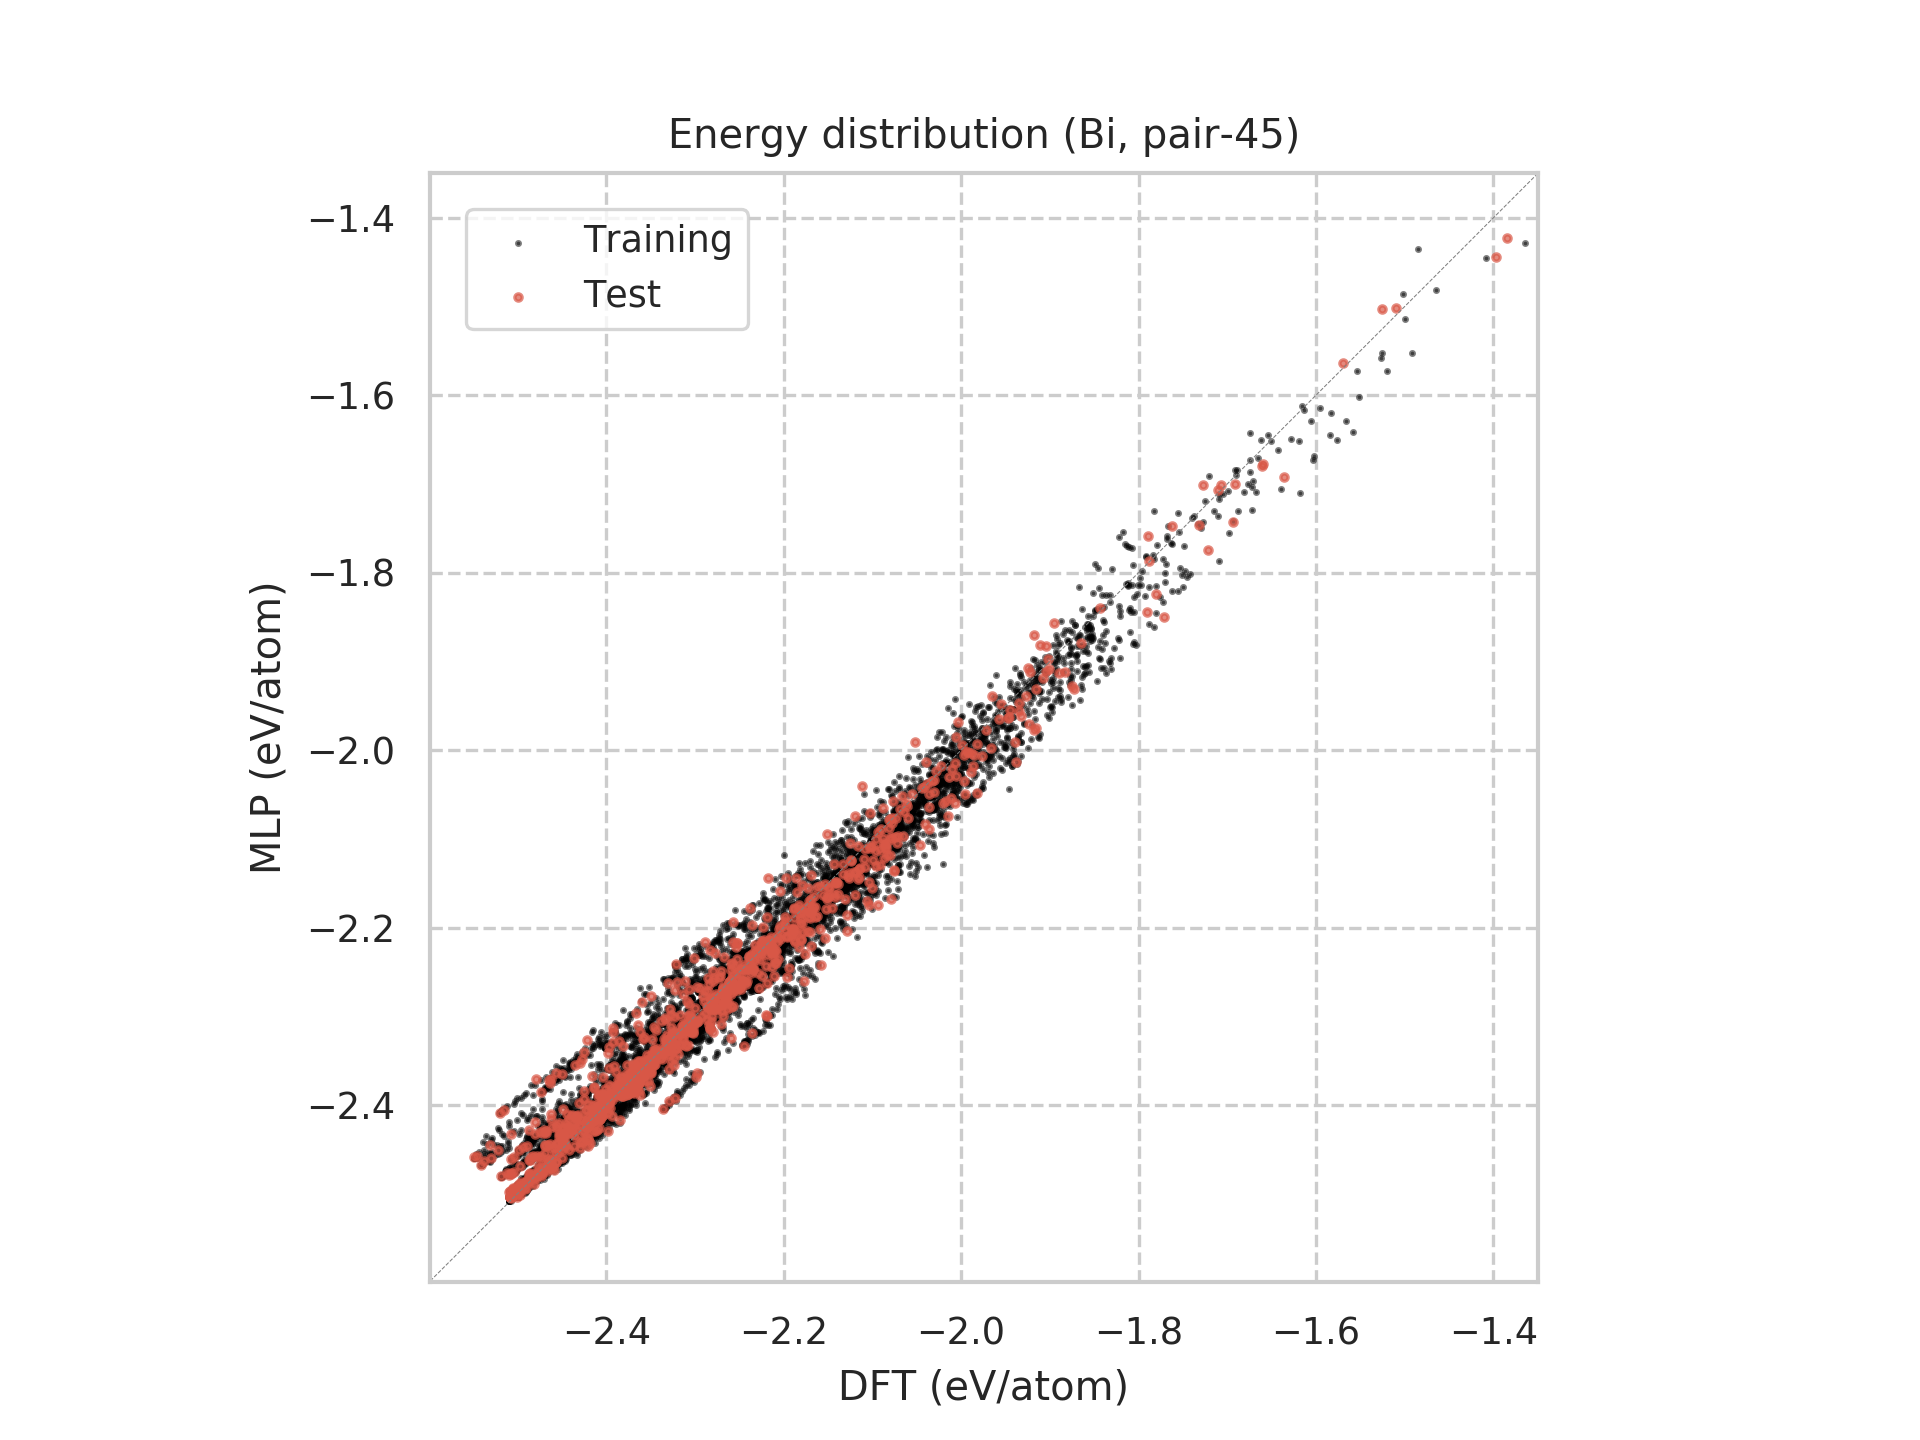 Energy distribution (Bi, pair-45)
Training
Test
−1.4
−1.6
−1.8
−2.0
−2.2
−2.4
MLP (eV/atom)
−2.4 −2.2 −2.0 −1.8 −1.6 −1.4
DFT (eV/atom)